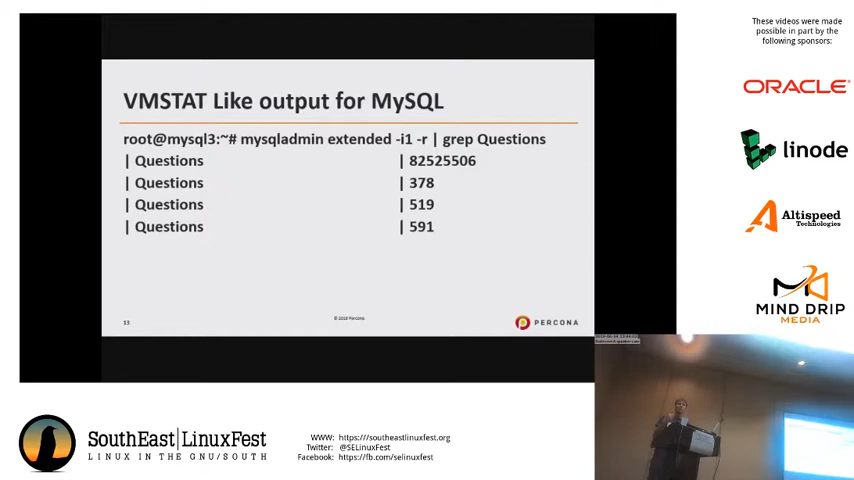 These videos were made
possible in part by the
following sponsors:
ORACLE
linode
Altispeed
Technologies
MIND DRIP
MEDIA
VMSTAT Like output for MySQL
root@mysql3:~# mysqladmin extended -i1 -r | grep Questions
| Questions | 82525506
| Questions | 378
| Questions | 519
| Questions | 591
13
© 2019 Percona.
PERCONA
SouthEast|LinuxFest
LINUX IN THE GNU/SOUTH
WWW: https:///southeastlinuxfest.org
Twitter: @SELinuxFest
Facebook: https://fb.com/selinuxfest